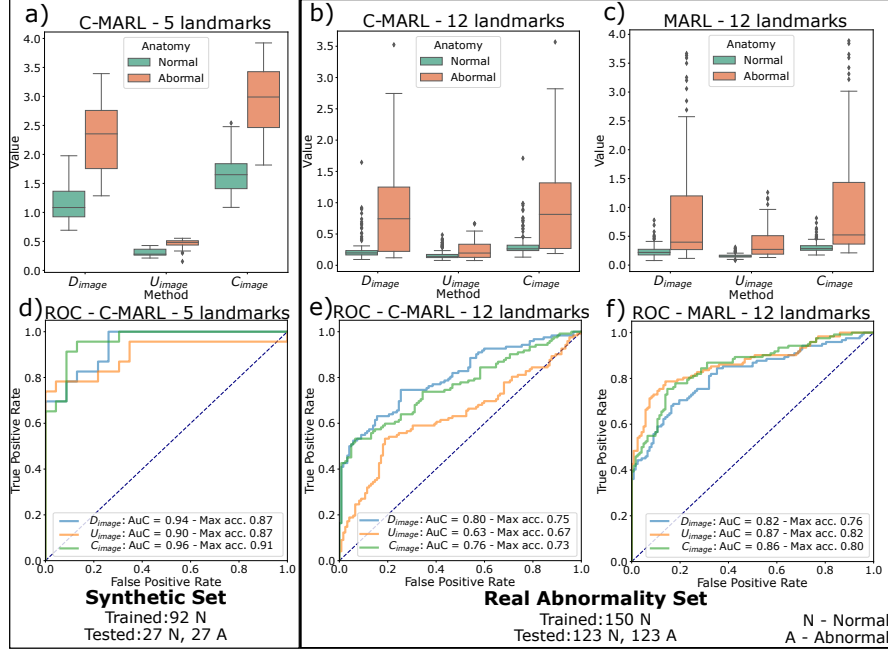 a) C-MARL - 5 landmarks
Anatomy
Normal
Abormal
Value
4.0
3.5
3.0
2.5
2.0
1.5
1.0
0.5
0.0
D_image U_image C_image
Method
b) C-MARL - 12 landmarks
Anatomy
Normal
Abormal
Value
3.5
3.0
2.5
2.0
1.5
1.0
0.5
0.0
D_image U_image C_image
Method
c) MARL - 12 landmarks
Anatomy
Normal
Abormal
Value
4.0
3.5
3.0
2.5
2.0
1.5
1.0
0.5
0.0
D_image U_image C_image
Method
d) ROC - C-MARL - 5 landmarks
True Positive Rate
1.0
0.8
0.6
0.4
0.2
0.0
D_image: AuC = 0.94 - Max acc. 0.87
U_image: AuC = 0.90 - Max acc. 0.87
C_image: AuC = 0.96 - Max acc. 0.91
0.0 0.2 0.4 0.6 0.8 1.0
False Positive Rate
e) ROC - C-MARL - 12 landmarks
True Positive Rate
1.0
0.8
0.6
0.4
0.2
0.0
D_image: AuC = 0.80 - Max acc. 0.75
U_image: AuC = 0.63 - Max acc. 0.67
C_image: AuC = 0.76 - Max acc. 0.73
0.0 0.2 0.4 0.6 0.8 1.0
False Positive Rate
f) ROC - MARL - 12 landmarks
True Positive Rate
1.0
0.8
0.6
0.4
0.2
0.0
D_image: AuC = 0.82 - Max acc. 0.76
U_image: AuC = 0.87 - Max acc. 0.82
C_image: AuC = 0.86 - Max acc. 0.80
0.0 0.2 0.4 0.6 0.8 1.0
False Positive Rate
Synthetic Set
Trained:92 N
Tested:27 N, 27 A
Real Abnormality Set
Trained:150 N
Tested:123 N, 123 A
N - Normal
A - Abnormal